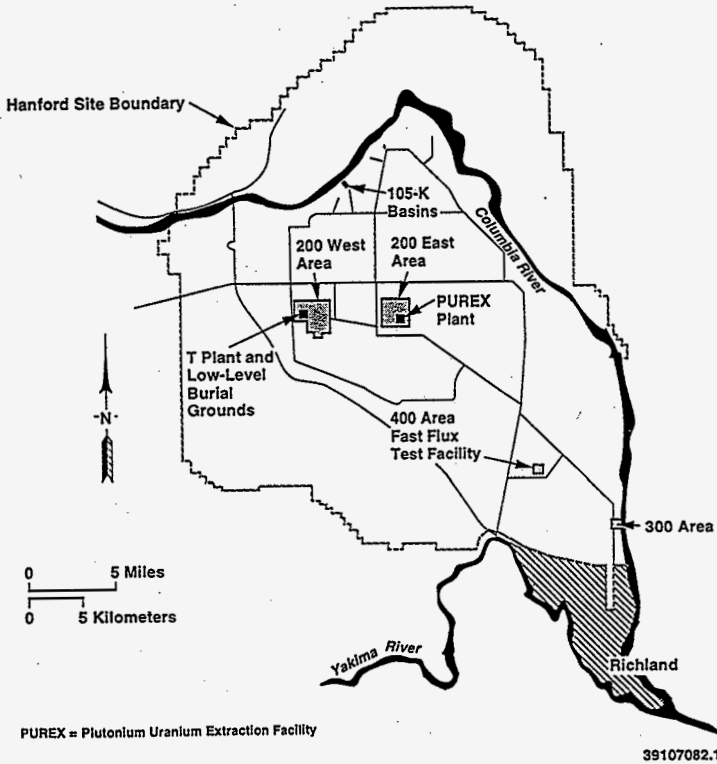 Hanford Site Boundary
105-K
Basins
Columbia River
200 West
Area
200 East
Area
PUREX
Plant
T Plant and
Low-Level
Burial
Grounds
-N-
400 Area
Fast Flux
Test Facility
300 Area
0 5 Miles
0 5 Kilometers
Yakima River
Richland
PUREX = Plutonium Uranium Extraction Facility
39107082.1